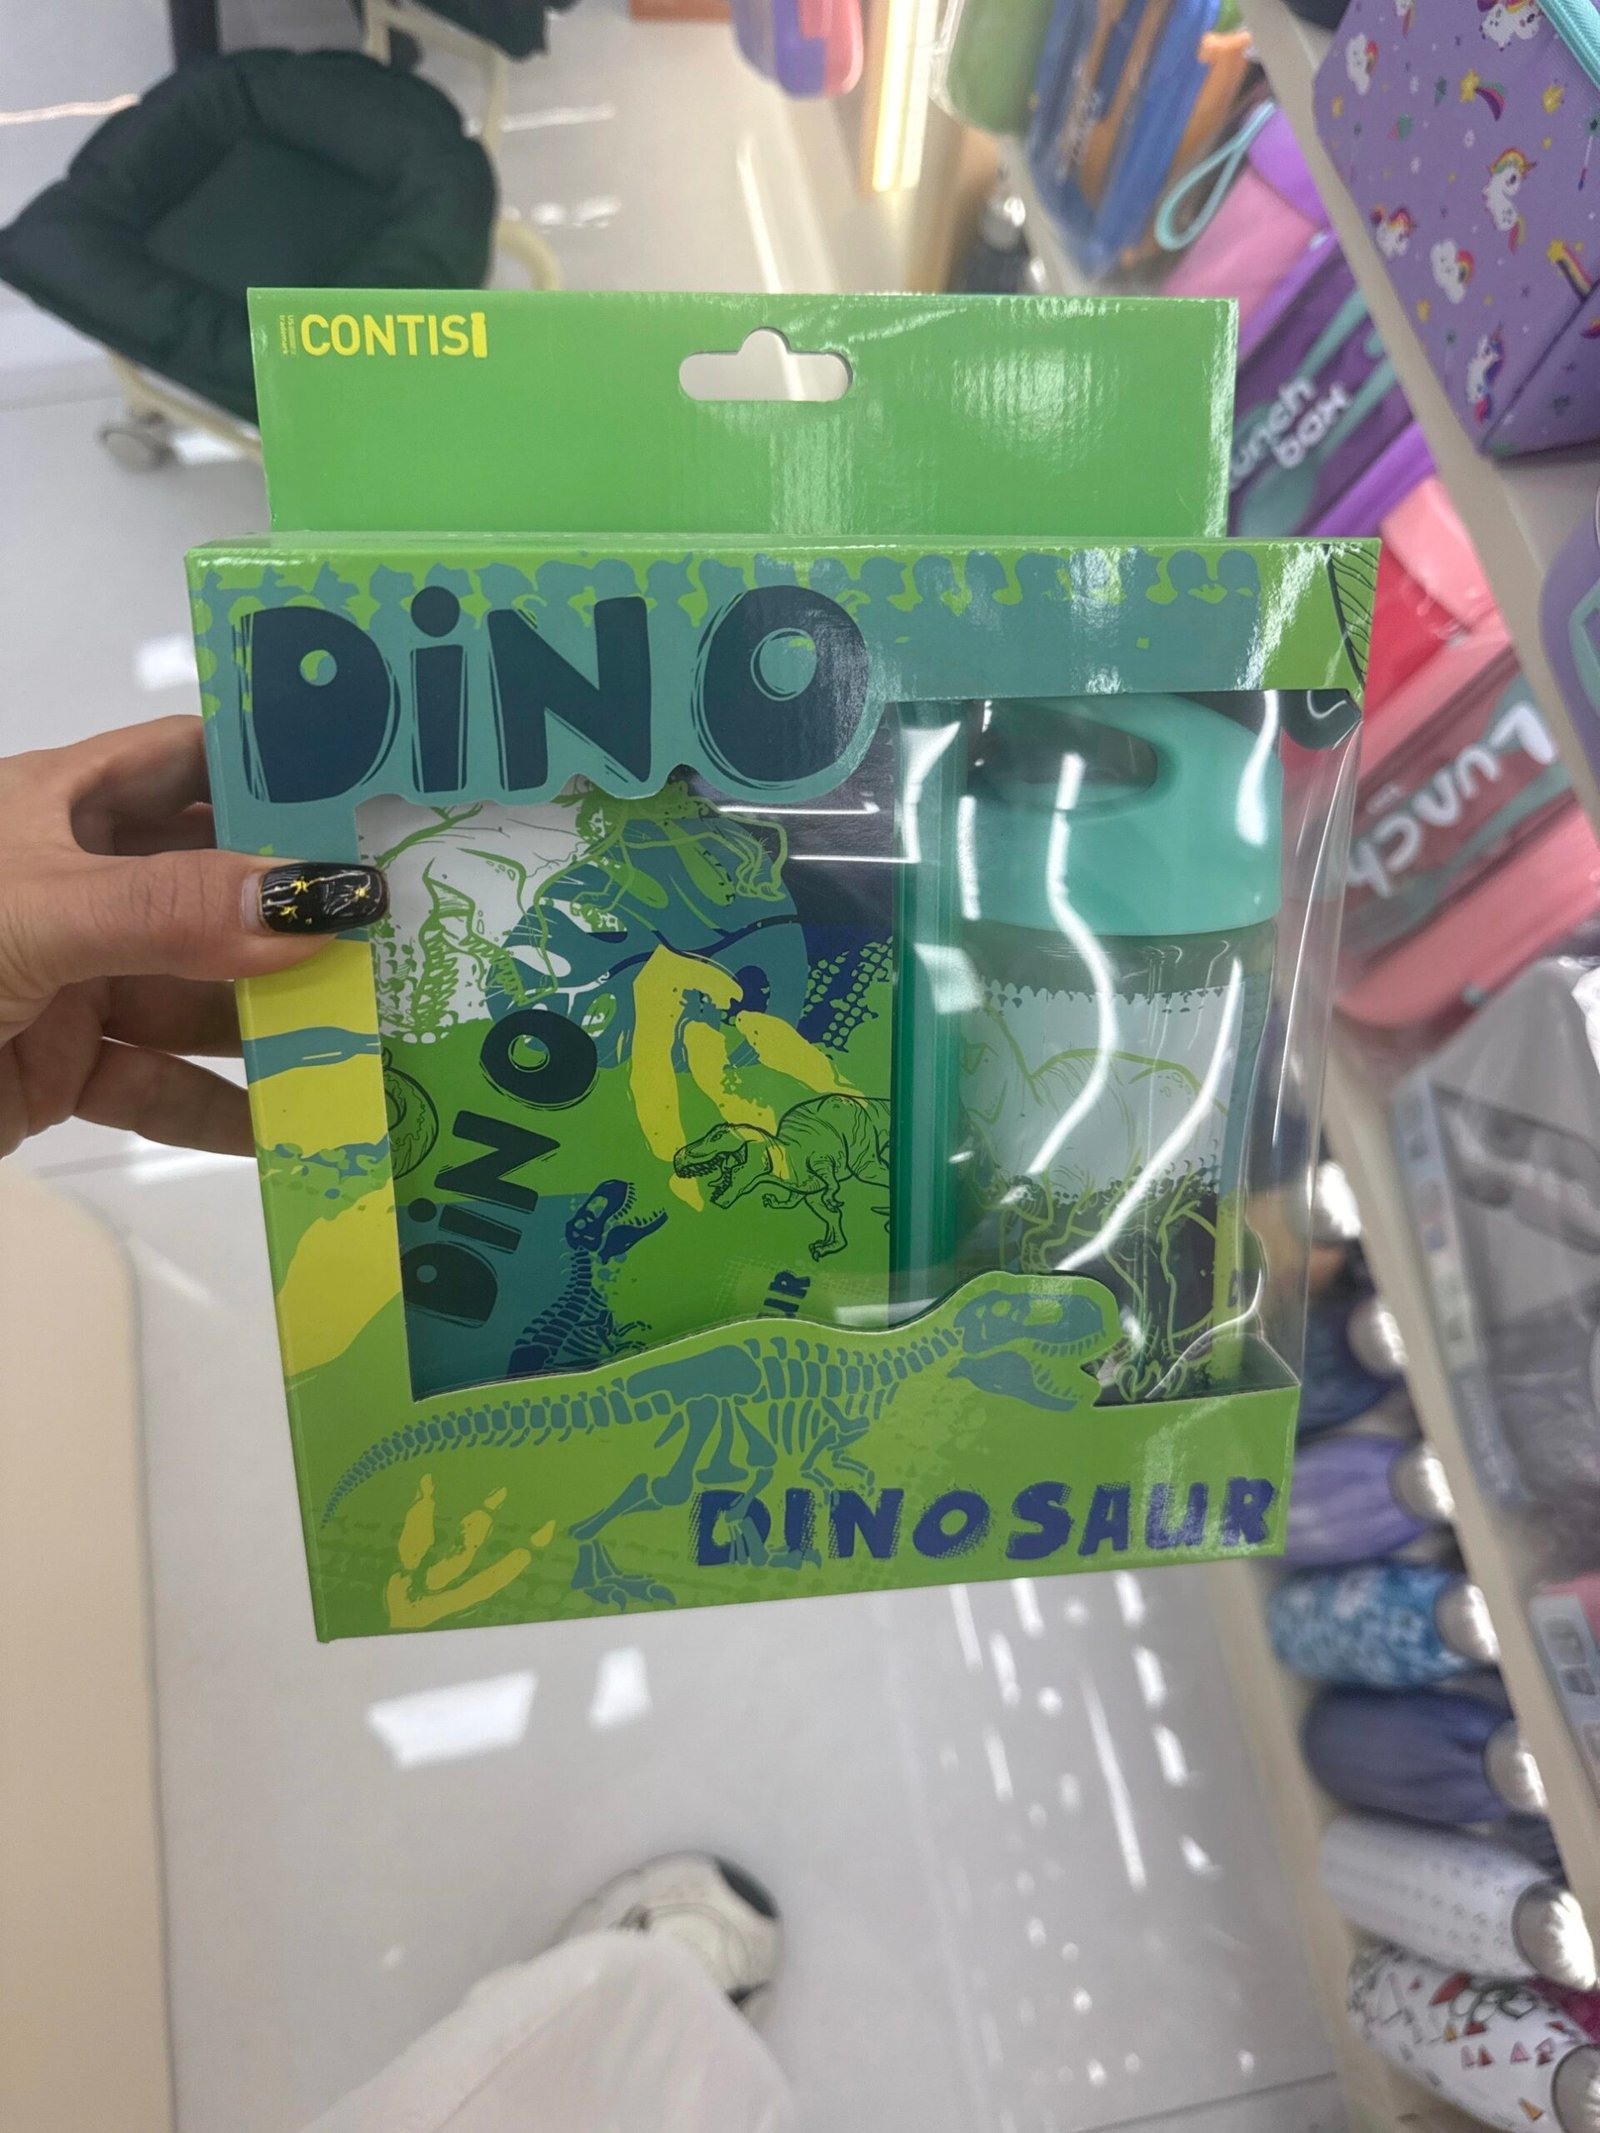 CONTISI
DiNO
DiNO
DINOSAUR
Lunch
box
Lunch